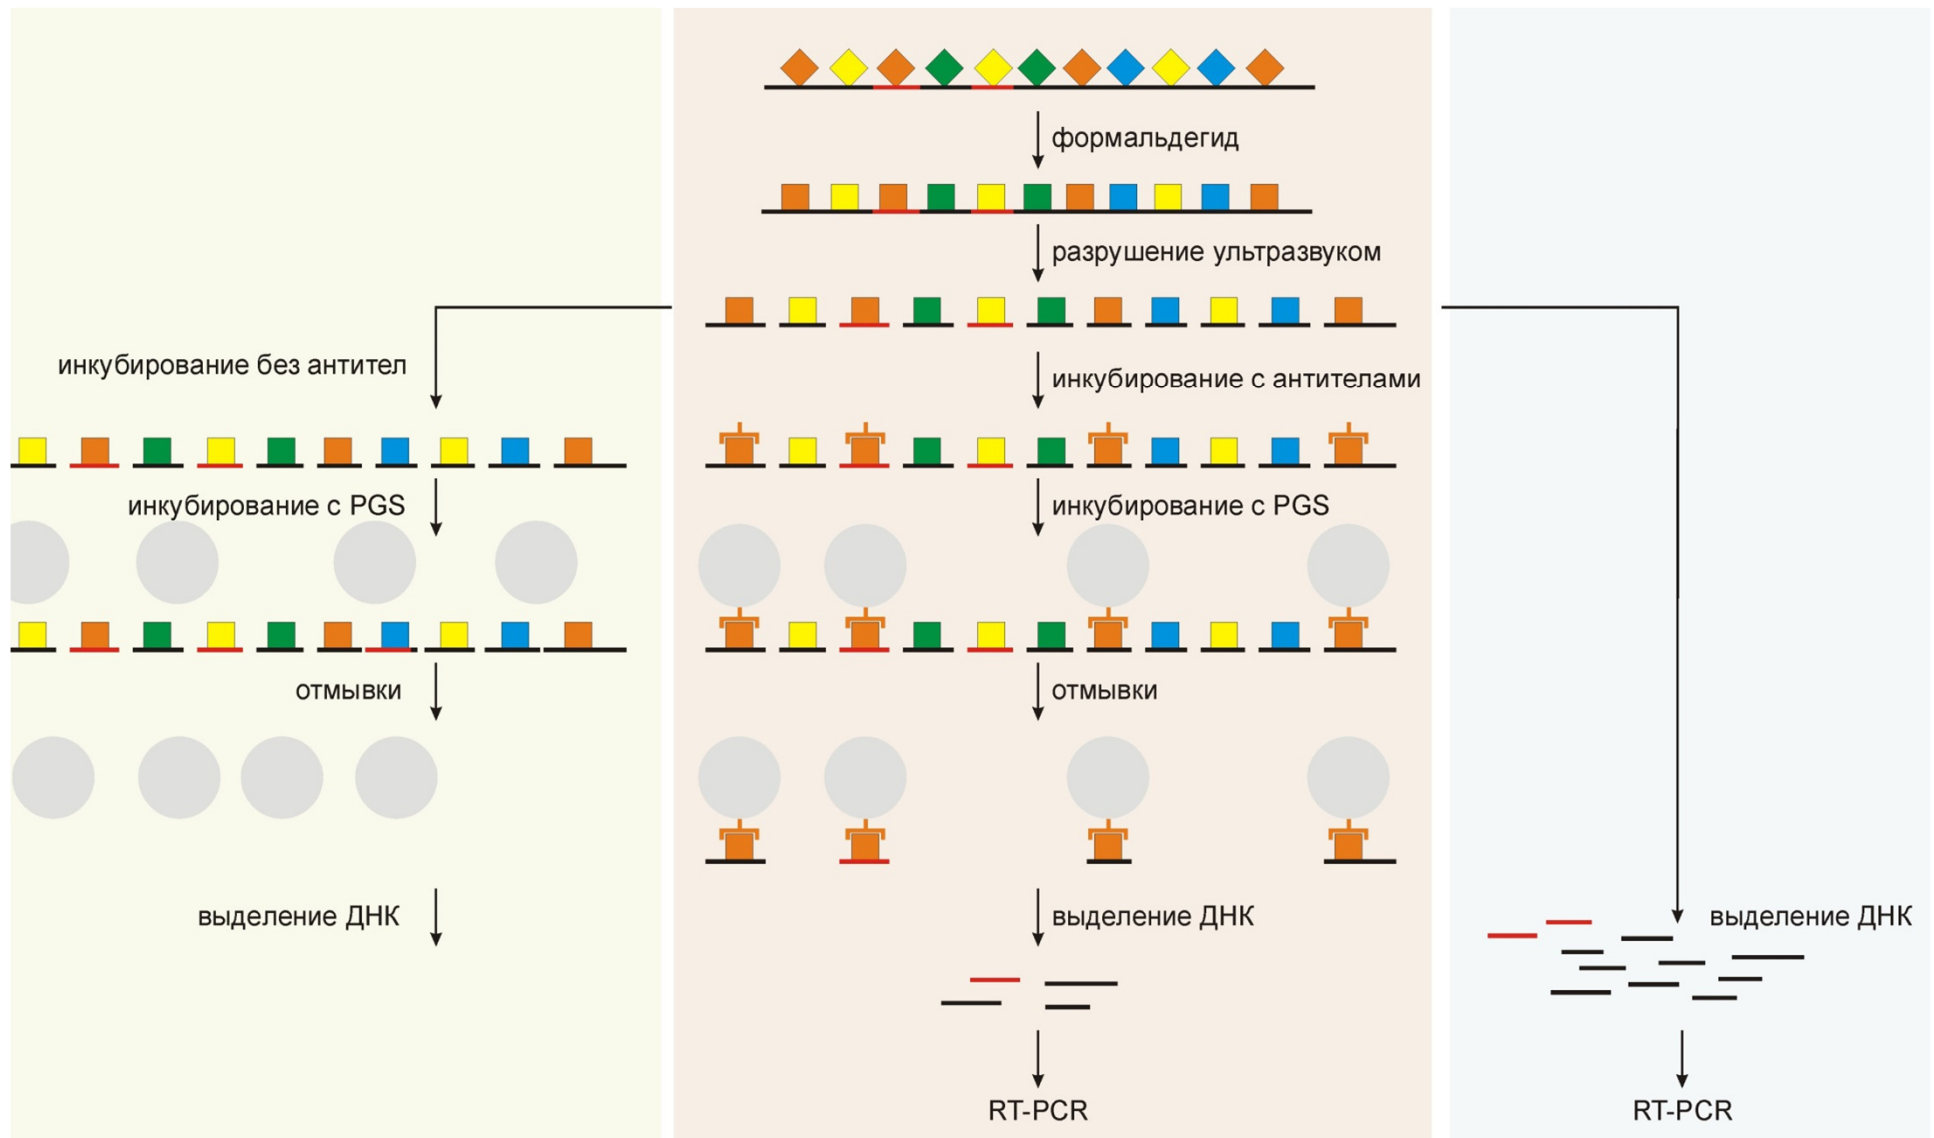 формальдегид
разрушение ультразвуком
инкубирование без антител
инкубирование с антителами
инкубирование с PGS
инкубирование с PGS
отмывки
отмывки
выделение ДНК
выделение ДНК
выделение ДНК
RT-PCR
RT-PCR